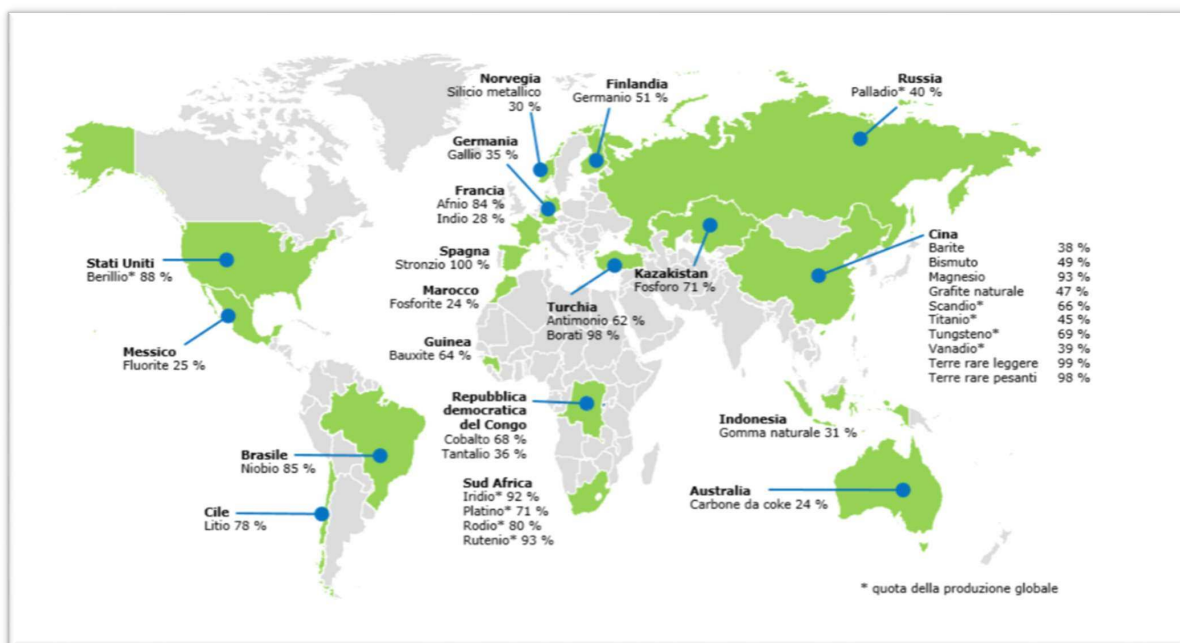 Norvegia
Silicio metallico
30 %
Finlandia
Germanio 51 %
Russia
Palladio* 40 %
Germania
Gallio 35 %
Francia
Afnio 84 %
Indio 28 %
Spagna
Stronzio 100 %
Marocco
Fosforite 24 %
Guinea
Bauxite 64 %
Stati Uniti
Berillio* 88 %
Messico
Fluorite 25 %
Kazakistan
Fosforo 71 %
Turchia
Antimonio 62 %
Borati 98 %
Cina
Barite 38 %
Bismuto 49 %
Magnesio 93 %
Grafite naturale 47 %
Scandio* 66 %
Titanio* 45 %
Tungsteno* 69 %
Vanadio* 39 %
Terre rare leggere 99 %
Terre rare pesanti 98 %
Repubblica
democratica
del Congo
Cobalto 68 %
Tantalio 36 %
Indonesia
Gomma naturale 31 %
Brasile
Niobio 85 %
Sud Africa
Iridio* 92 %
Platino* 71 %
Rodio* 80 %
Rutenio* 93 %
Australia
Carbone da coke 24 %
Cile
Litio 78 %
* quota della produzione globale